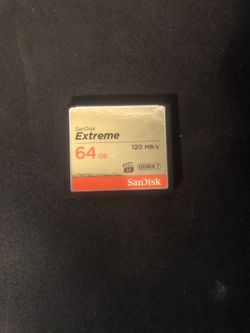 SanDisk
Extreme
120 MB/s
64 GB
UDMA 7
SanDisk